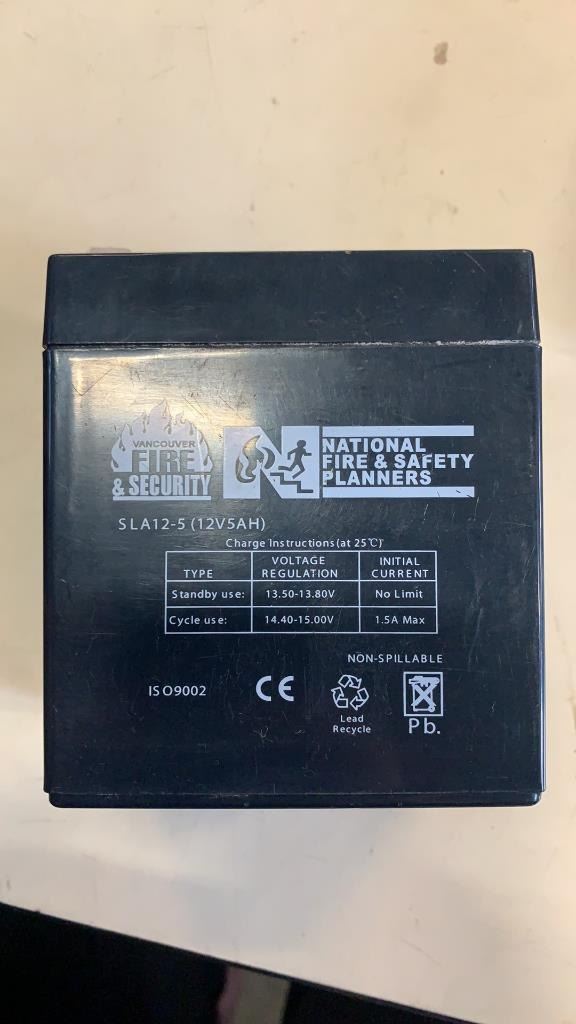 VANCOUVER
FIRE
& SECURITY
NATIONAL
FIRE & SAFETY
PLANNERS
SLA12-5 (12V5AH)
Charge Instructions(at 25℃)
TYPE VOLTAGE REGULATION INITIAL CURRENT
Standby use: 13.50-13.80V No Limit
Cycle use: 14.40-15.00V 1.5A Max
NON-SPILLABLE
ISO9002 CE
Lead
Recycle
Pb.